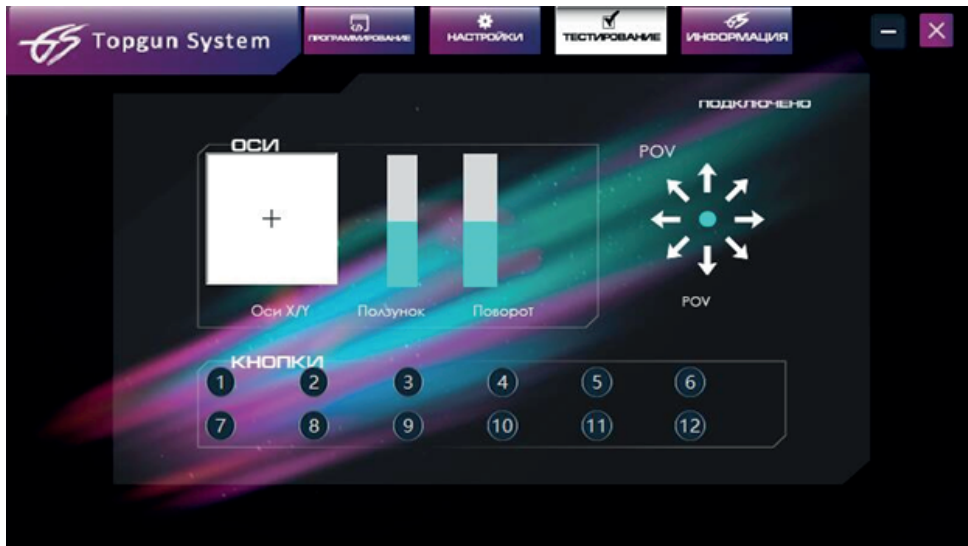 GS Topgun System
ПРОГРАММИРОВАНИЕ
НАСТРОЙКИ
ТЕСТИРОВАНИЕ
ИНФОРМАЦИЯ
ПОДКЛЮЧЕНО
ОСИ
POV
Оси X/Y
Ползунок
Поворот
POV
КНОПКИ
1 2 3 4 5 6
7 8 9 10 11 12